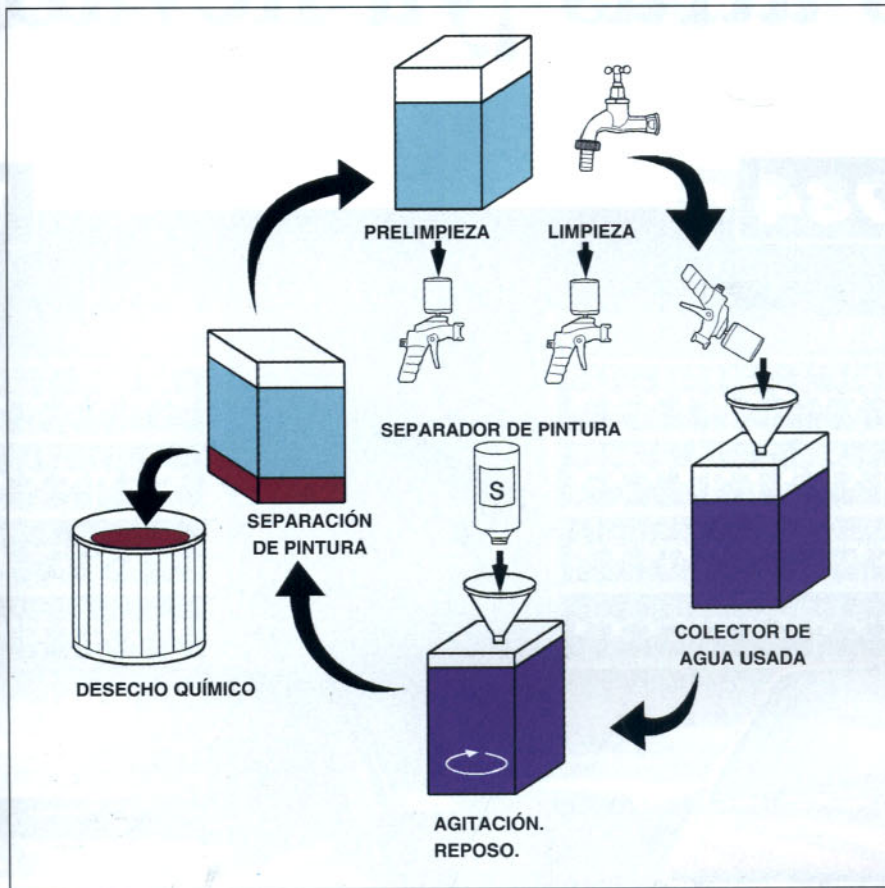 PRELIMPIEZA
LIMPIEZA
SEPARADOR DE PINTURA
S
SEPARACIÓN
DE PINTURA
COLECTOR DE
AGUA USADA
DESECHO QUÍMICO
AGITACIÓN.
REPOSO.